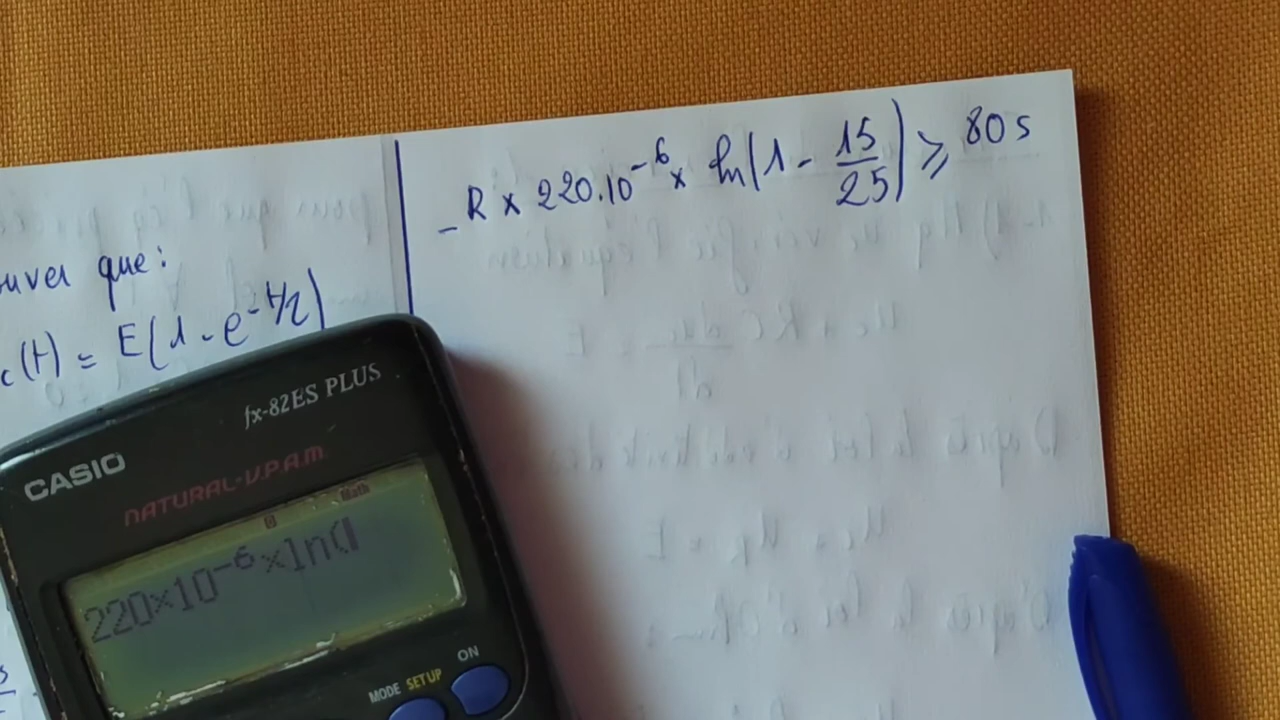 -R × 220.10⁻⁶ × ln(1 - 15/25) ⩾ 80 s
que:
c(t) = E(1 - e^(-t/τ))
CASIO
fx-82ES PLUS
NATURAL-V.P.A.M.
Math
220×10⁻⁶×ln(
MODE SETUP
ON